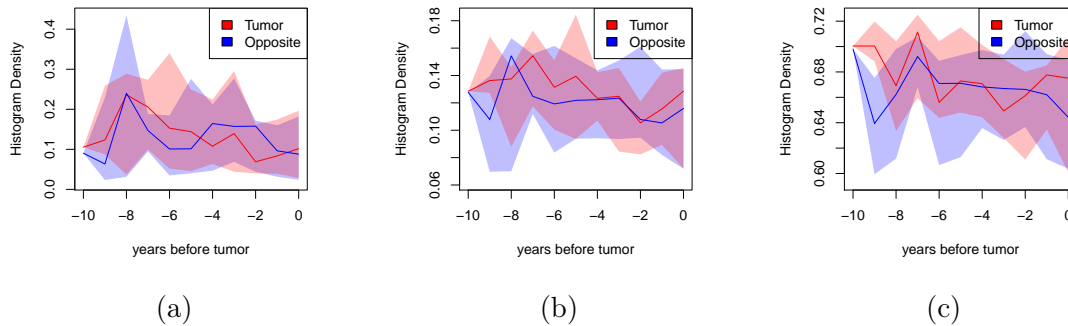 Histogram Density
0.0 0.1 0.2 0.3 0.4
−10 −8 −6 −4 −2 0
years before tumor
Tumor
Opposite
(a)
Histogram Density
0.06 0.10 0.14 0.18
−10 −8 −6 −4 −2 0
years before tumor
Tumor
Opposite
(b)
Histogram Density
0.60 0.64 0.68 0.72
−10 −8 −6 −4 −2 0
years before tumor
Tumor
Opposite
(c)